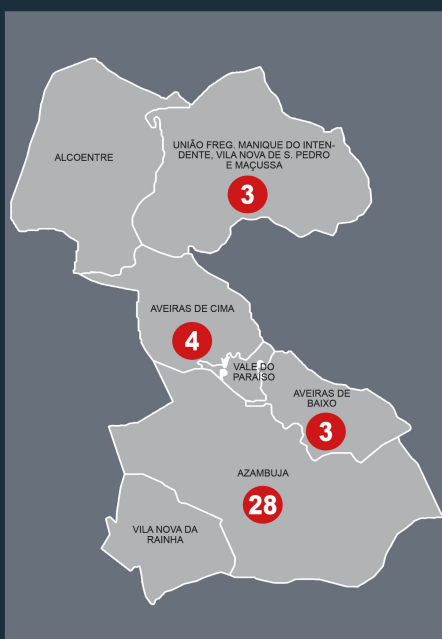 ALCOENTRE
UNIÃO FREG. MANIQUE DO INTEN-
DENTE, VILA NOVA DE S. PEDRO
E MAÇUSSA
3
AVEIRAS DE CIMA
4
VALE DO
PARAÍSO
AVEIRAS DE
BAIXO
3
AZAMBUJA
28
VILA NOVA DA
RAINHA